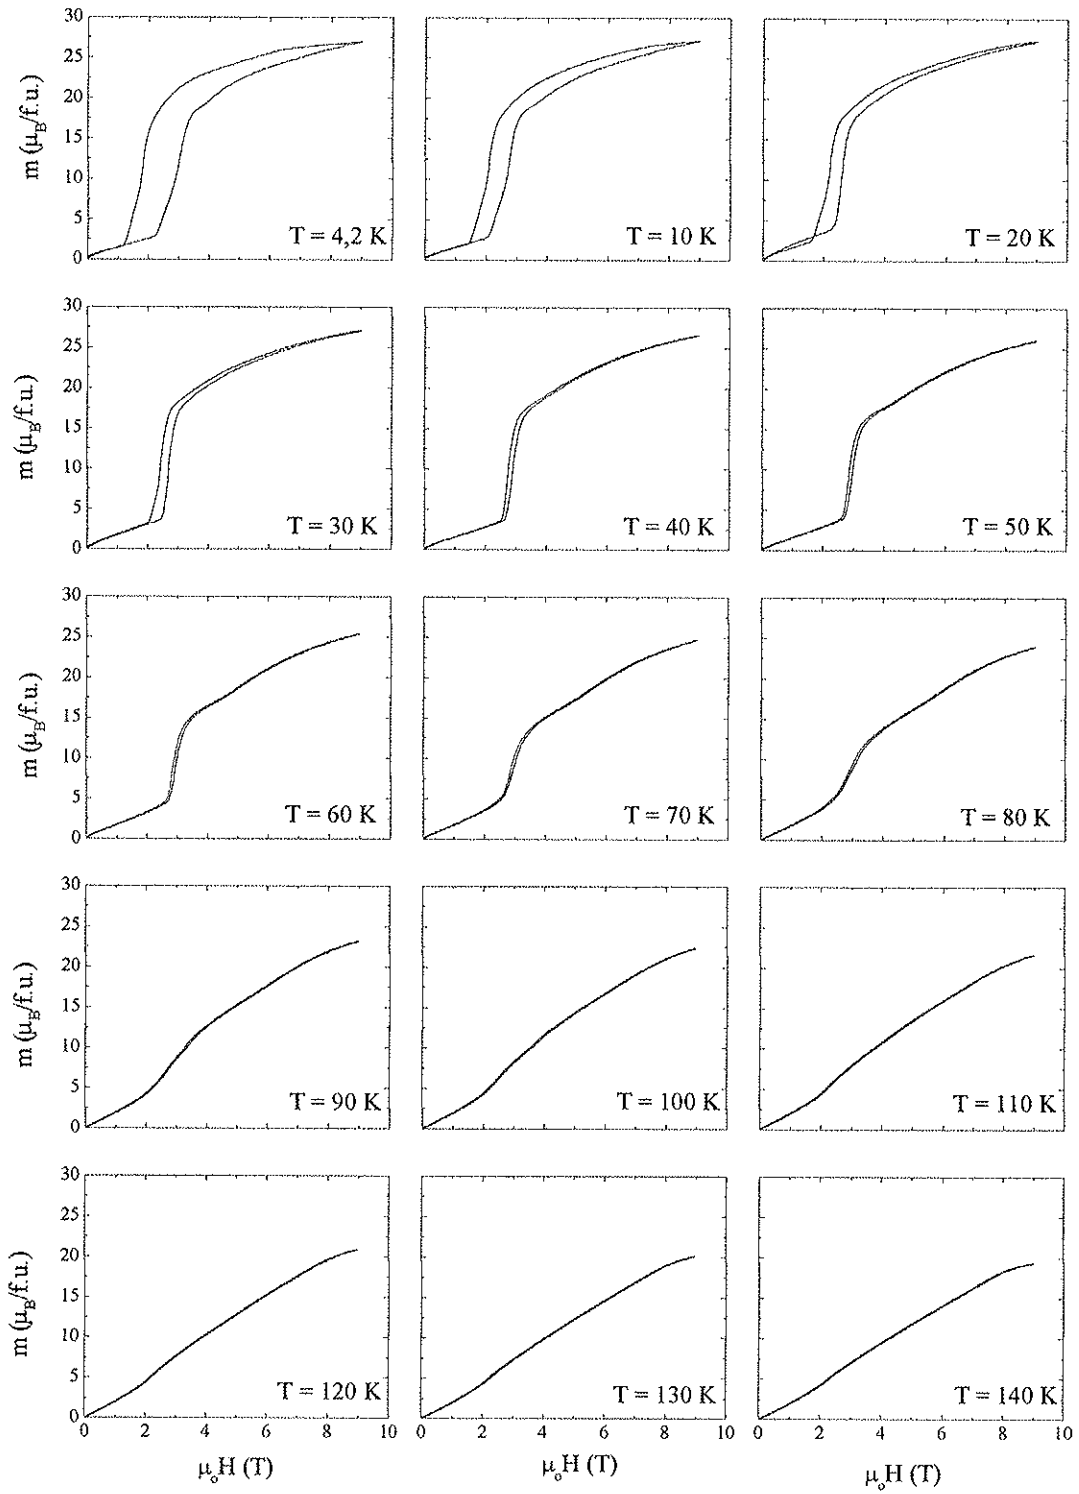 30
25
20
15
10
5
0
m (μB/f.u.)
T = 4,2 K
T = 10 K
T = 20 K
30
25
20
15
10
5
0
m (μB/f.u.)
T = 30 K
T = 40 K
T = 50 K
30
25
20
15
10
5
0
m (μB/f.u.)
T = 60 K
T = 70 K
T = 80 K
30
25
20
15
10
5
0
m (μB/f.u.)
T = 90 K
T = 100 K
T = 110 K
30
25
20
15
10
5
0
m (μB/f.u.)
T = 120 K
T = 130 K
T = 140 K
0 2 4 6 8 10 0 2 4 6 8 10 0 2 4 6 8 10
μoH (T) μoH (T) μoH (T)